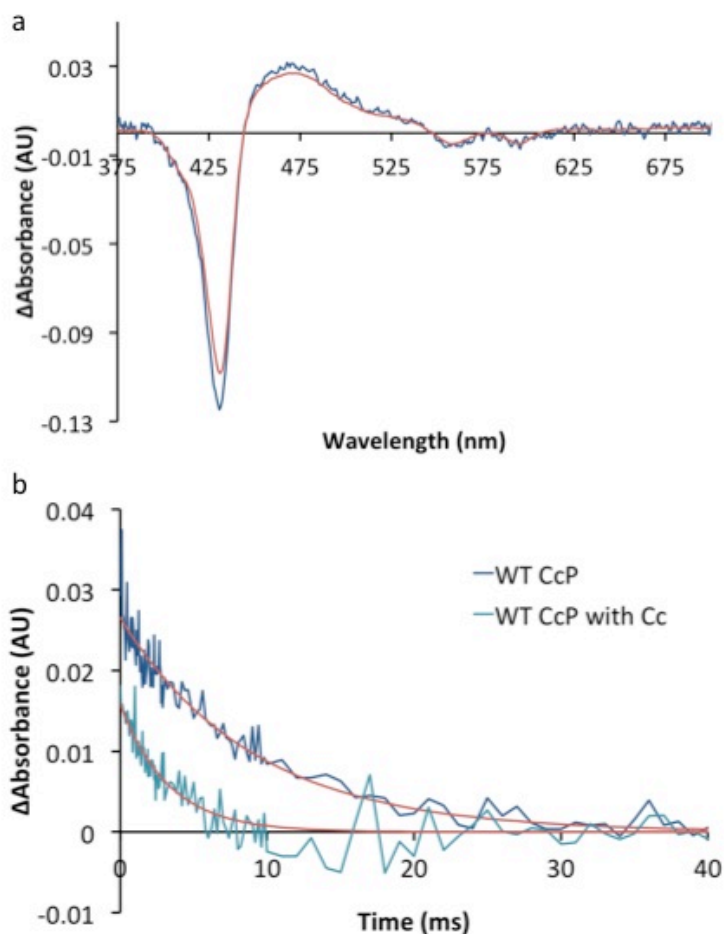 a
0.03
-0.01
375 425 475 525 575 625 675
-0.05
-0.09
-0.13
ΔAbsorbance (AU)
Wavelength (nm)
b
0.04
0.03
0.02
0.01
0
-0.01
ΔAbsorbance (AU)
WT CcP
WT CcP with Cc
0 10 20 30 40
Time (ms)